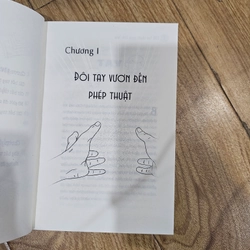 Chương 1
ĐÔI TAY VƯƠN ĐẾN
PHÉP THUẬT